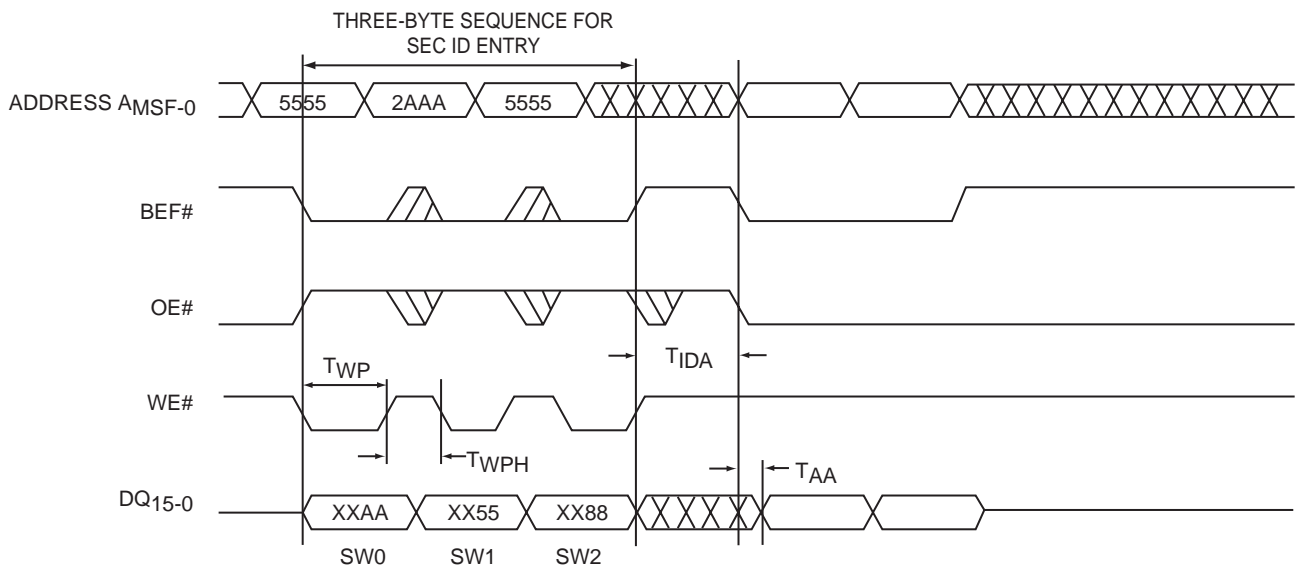 THREE-BYTE SEQUENCE FOR
SEC ID ENTRY
ADDRESS AMSF-0
5555 2AAA 5555
BEF#
OE#
TIDA
TWP
WE#
TWPH
TAA
DQ15-0
XXAA XX55 XX88
SW0 SW1 SW2